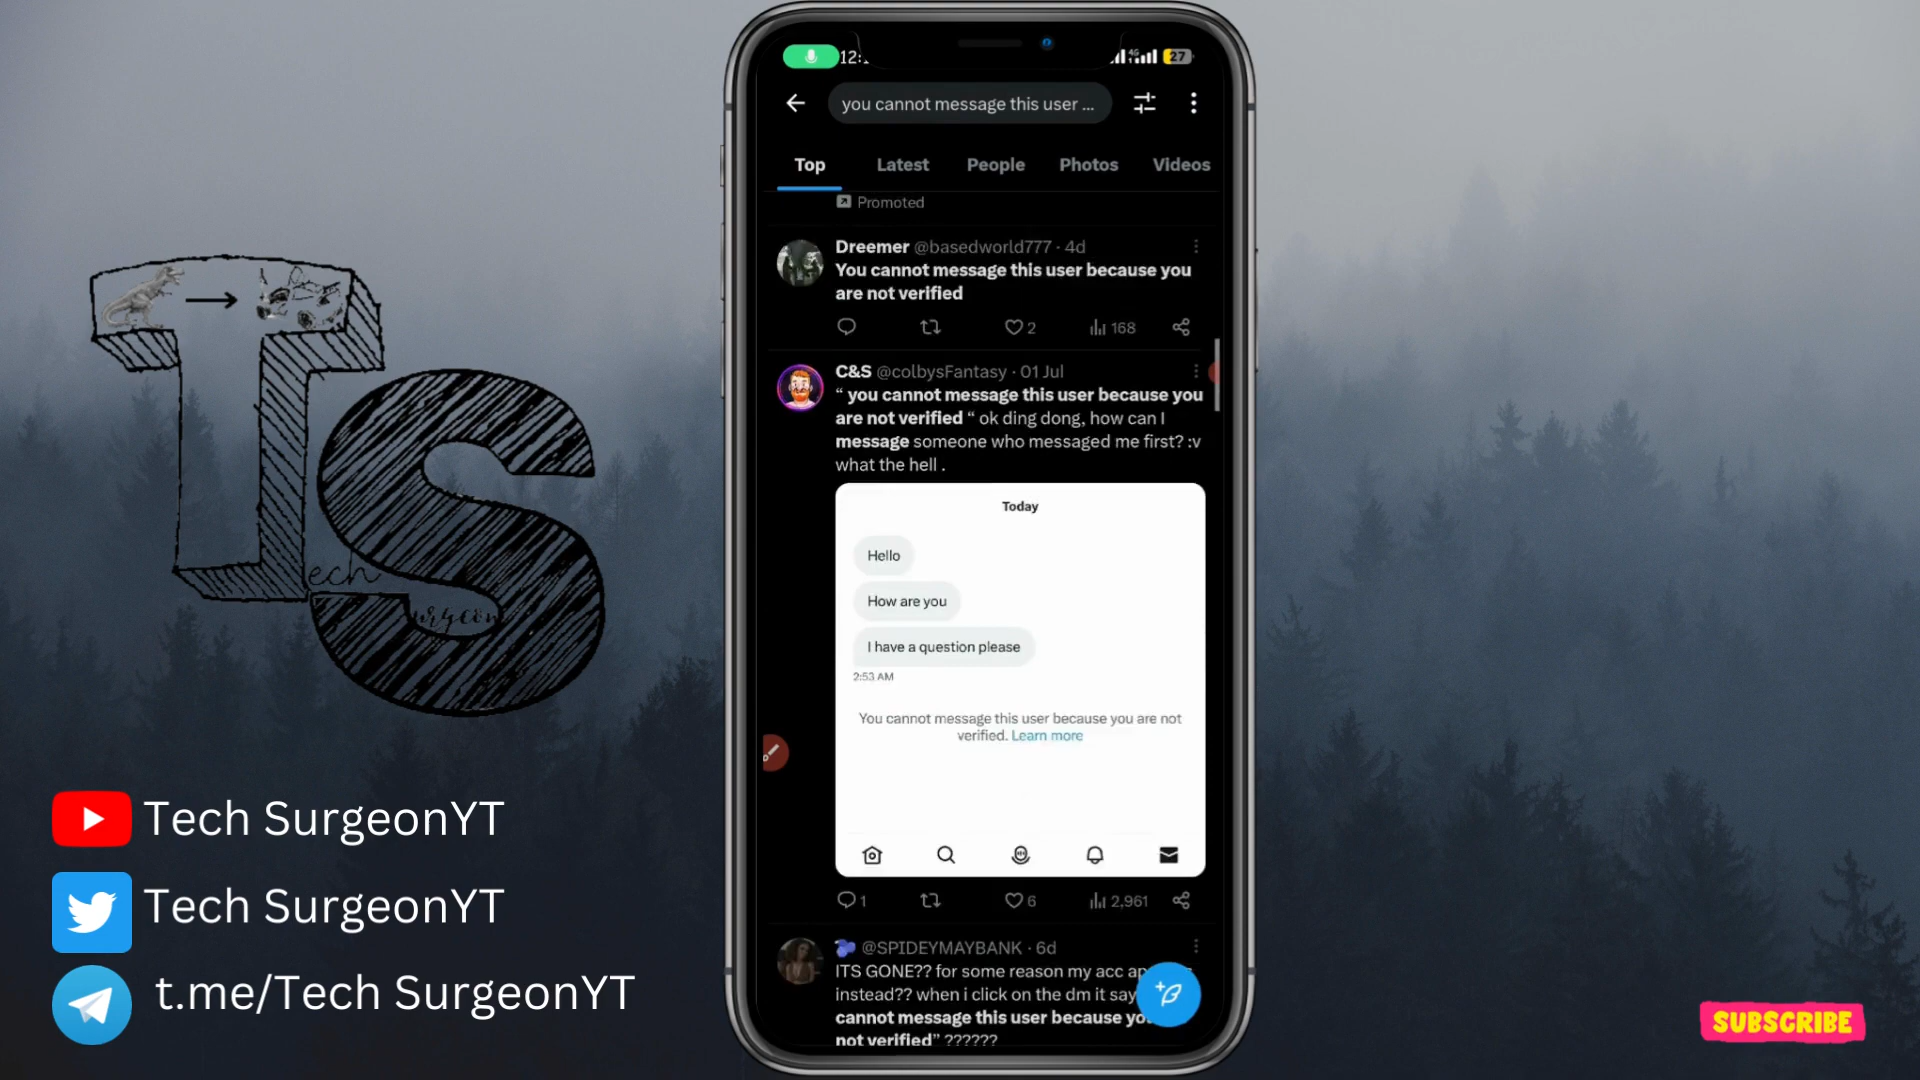 12:
4G
27
you cannot message this user ...
Top
Latest
People
Photos
Videos
Promoted
Dreemer @basedworld777 · 4d
You cannot message this user because you
are not verified
2
168
C&S @colbysFantasy · 01 Jul
“ you cannot message this user because you
are not verified “ ok ding dong, how can I
message someone who messaged me first? :v
what the hell .
Today
Hello
How are you
I have a question please
2:53 AM
You cannot message this user because you are not
verified. Learn more
1
6
2,961
@SPIDEYMAYBANK · 6d
ITS GONE?? for some reason my acc
instead?? when i click on the dm it say
cannot message this user because
not verified” ??????
TS
ech
urgeon
Tech SurgeonYT
Tech SurgeonYT
t.me/Tech SurgeonYT
SUBSCRIBE